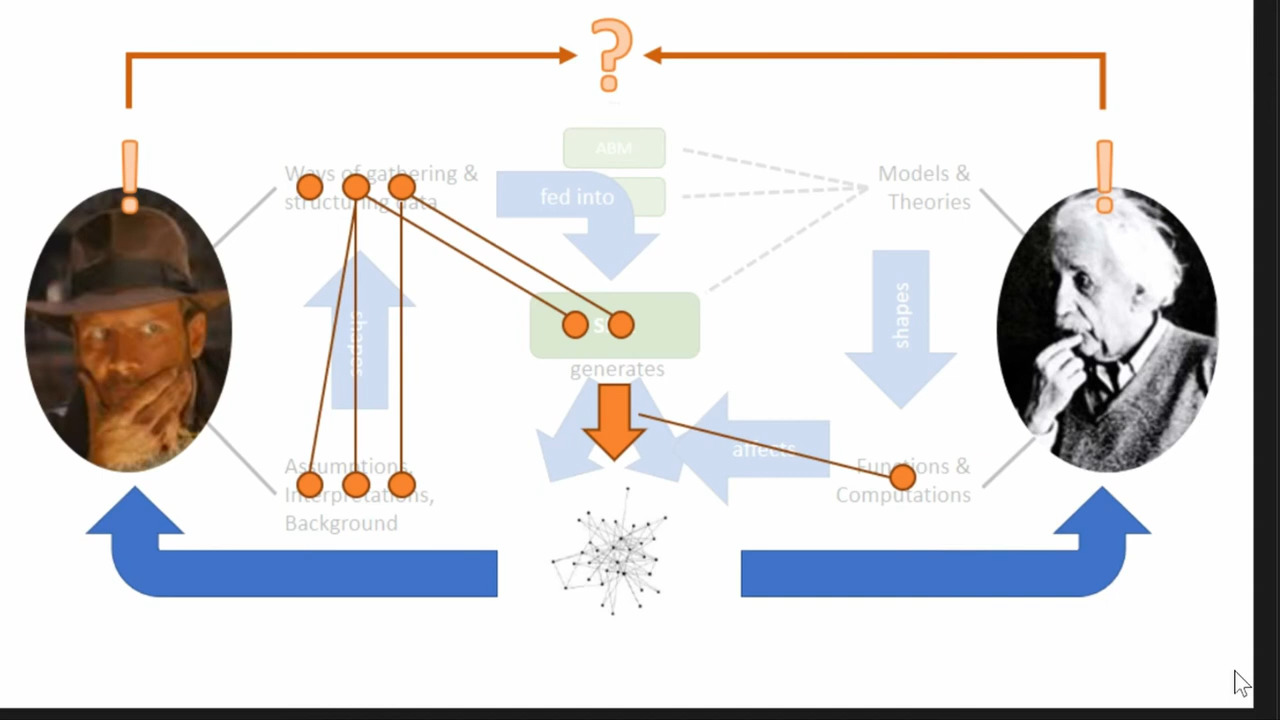 ?
!
!
ABM
Ways of gathering &
structuring data
fed into
Models &
Theories
shapes
shapes
generates
affects
Assumptions,
Interpretations,
Background
Functions &
Computations